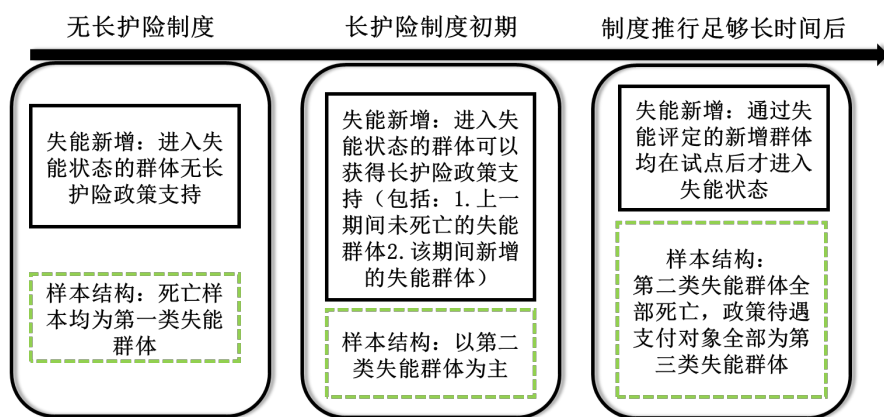 无长护险制度
长护险制度初期
制度推行足够长时间后
失能新增：进入失
能状态的群体无长
护险政策支持
样本结构：死亡样
本均为第一类失能
群体
失能新增：进入失
能状态的群体可以
获得长护险政策支
持（包括：1.上一
期间未死亡的失能
群体2.该期间新增
的失能群体）
样本结构：以第二
类失能群体为主
失能新增：通过失
能评定的新增群体
均在试点后才进入
失能状态
样本结构：
第二类失能群体全
部死亡，政策待遇
支付对象全部为第
三类失能群体